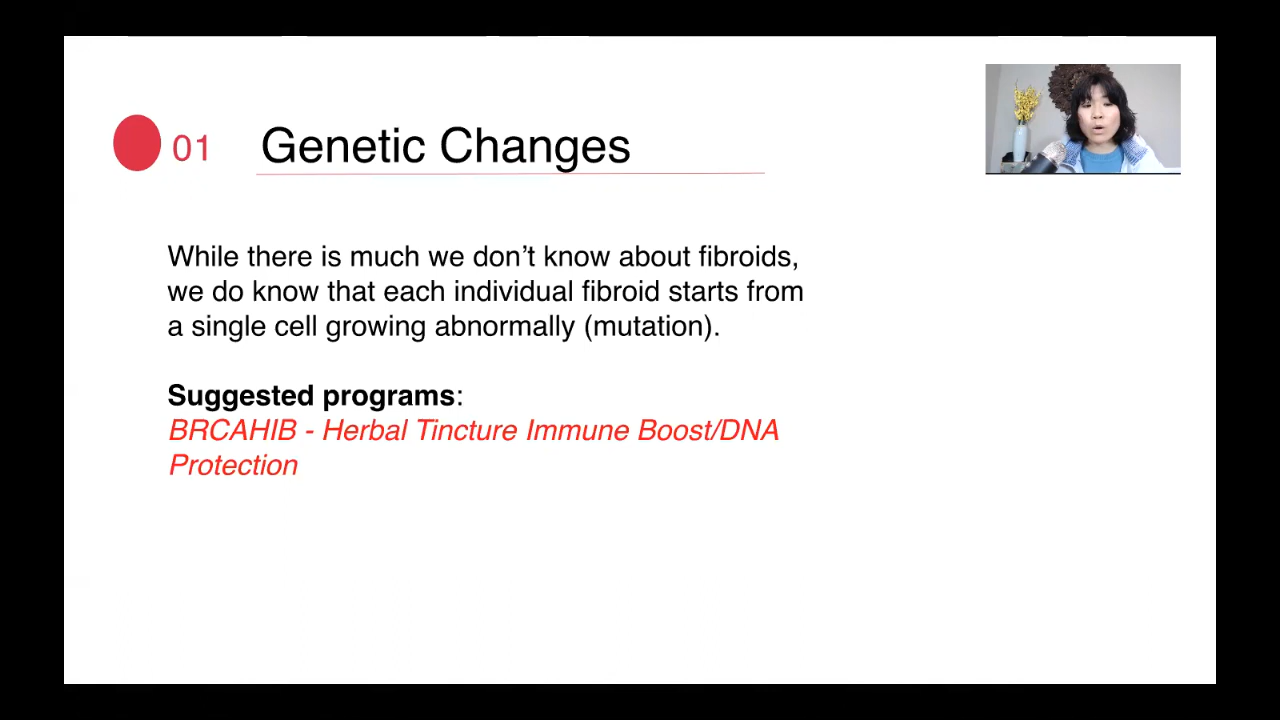 01 Genetic Changes
While there is much we don’t know about fibroids,
we do know that each individual fibroid starts from
a single cell growing abnormally (mutation).
Suggested programs:
BRCAHIB - Herbal Tincture Immune Boost/DNA
Protection